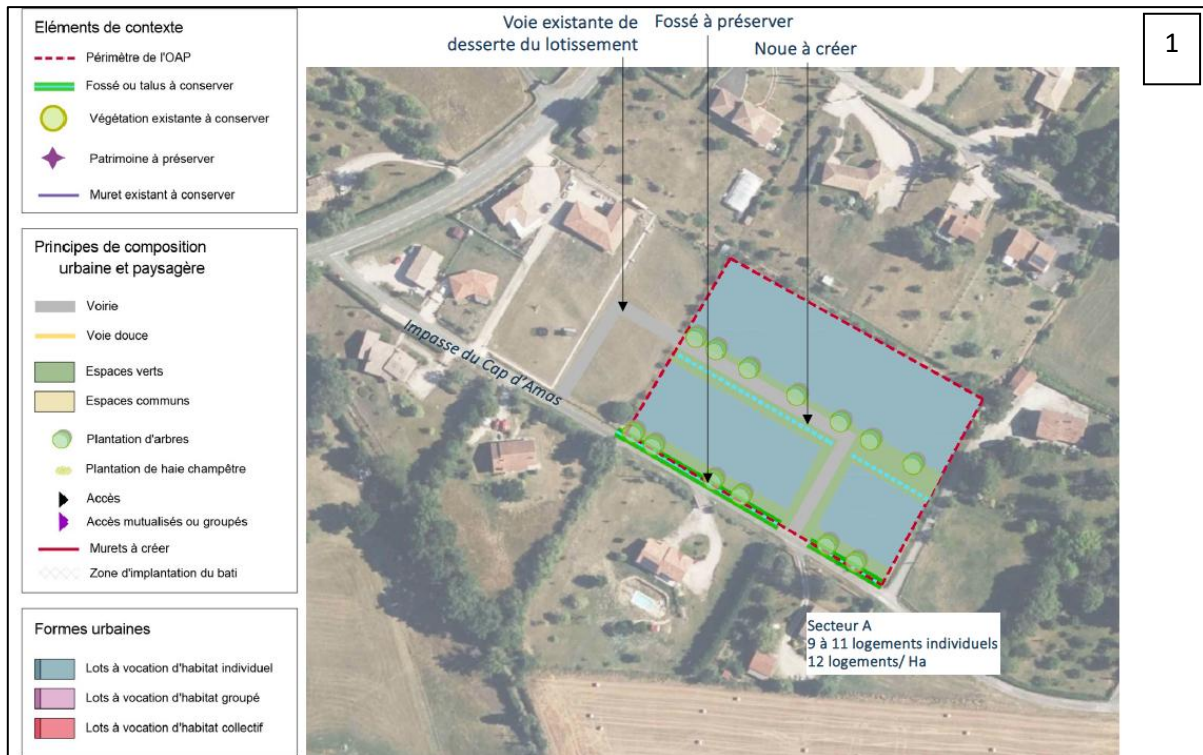 Eléments de contexte
Périmètre de l'OAP
Fossé ou talus à conserver
Végètation existante à conserver
Patrimoine à préserver
Muret existant à conserver
Principes de composition
urbaine et paysagère
Voirie
Voie douce
Espaces verts
Espaces communs
Plantation d'arbres
Plantation de haie champêtre
Accès
Accès mutualisés ou groupés
Murets à créer
Zone d'implantation du bati
Formes urbaines
Lots à vocation d'habitat individuel
Lots à vocation d'habitat groupé
Lots à vocation d'habitat collectif
Voie existante de
desserte du lotissement
Fossé à préserver
Noue à créer
Impasse du Cap d'Amas
Secteur A
9 à 11 logements individuels
12 logements/ Ha
1